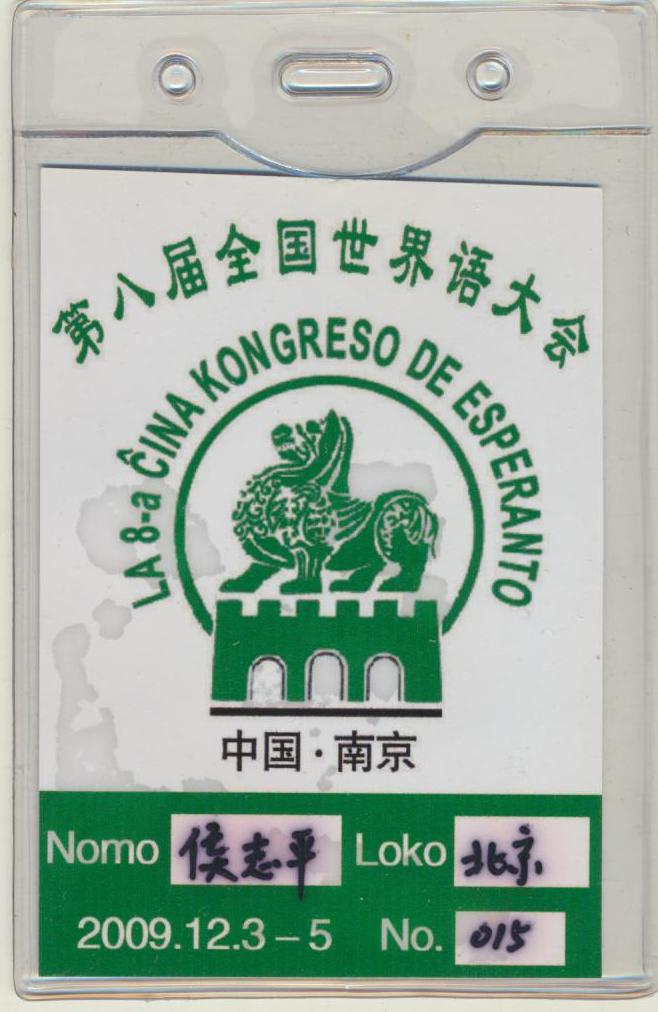 第八届全国世界语大会
LA 8-a ĈINA KONGRESO DE ESPERANTO
中国·南京
Nomo 侯志平 Loko 北京
2009.12.3–5 No. 015